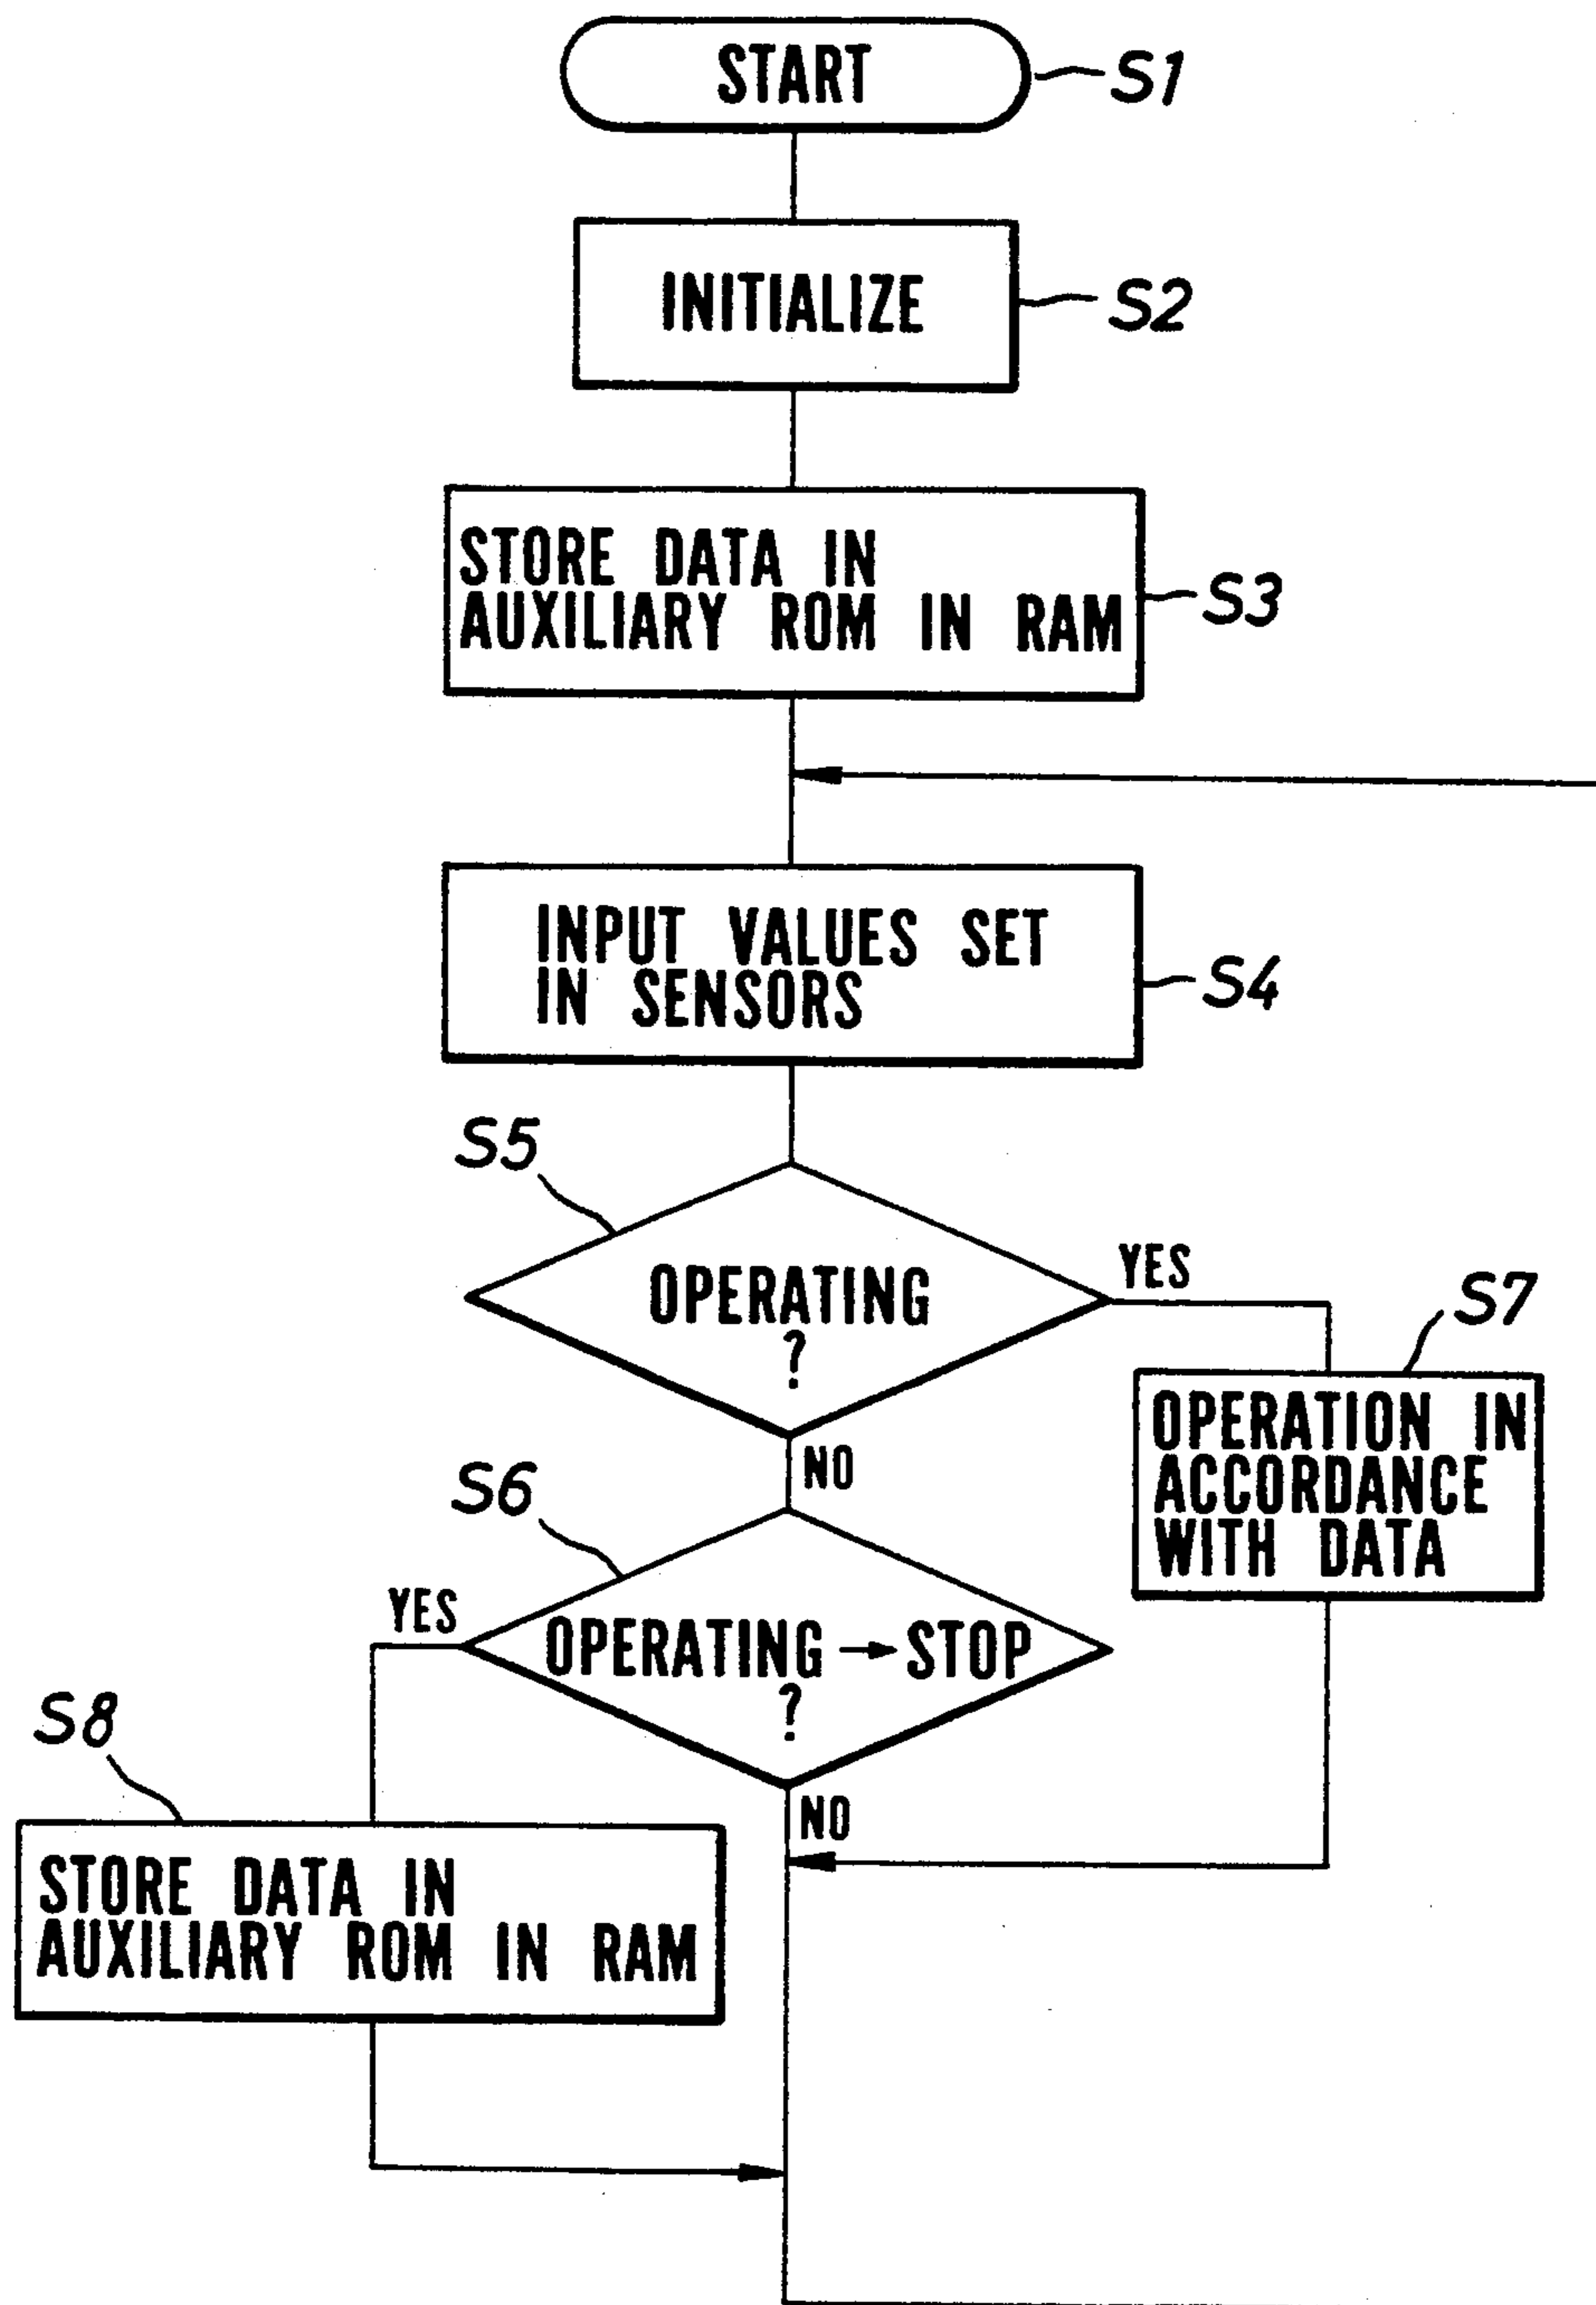 START
S1
INITIALIZE
S2
STORE DATA IN
AUXILIARY ROM IN RAM
S3
INPUT VALUES SET
IN SENSORS
S4
S5
OPERATING
?
YES
NO
S7
OPERATION IN
ACCORDANCE
WITH DATA
S6
YES
OPERATING → STOP
?
NO
S8
STORE DATA IN
AUXILIARY ROM IN RAM